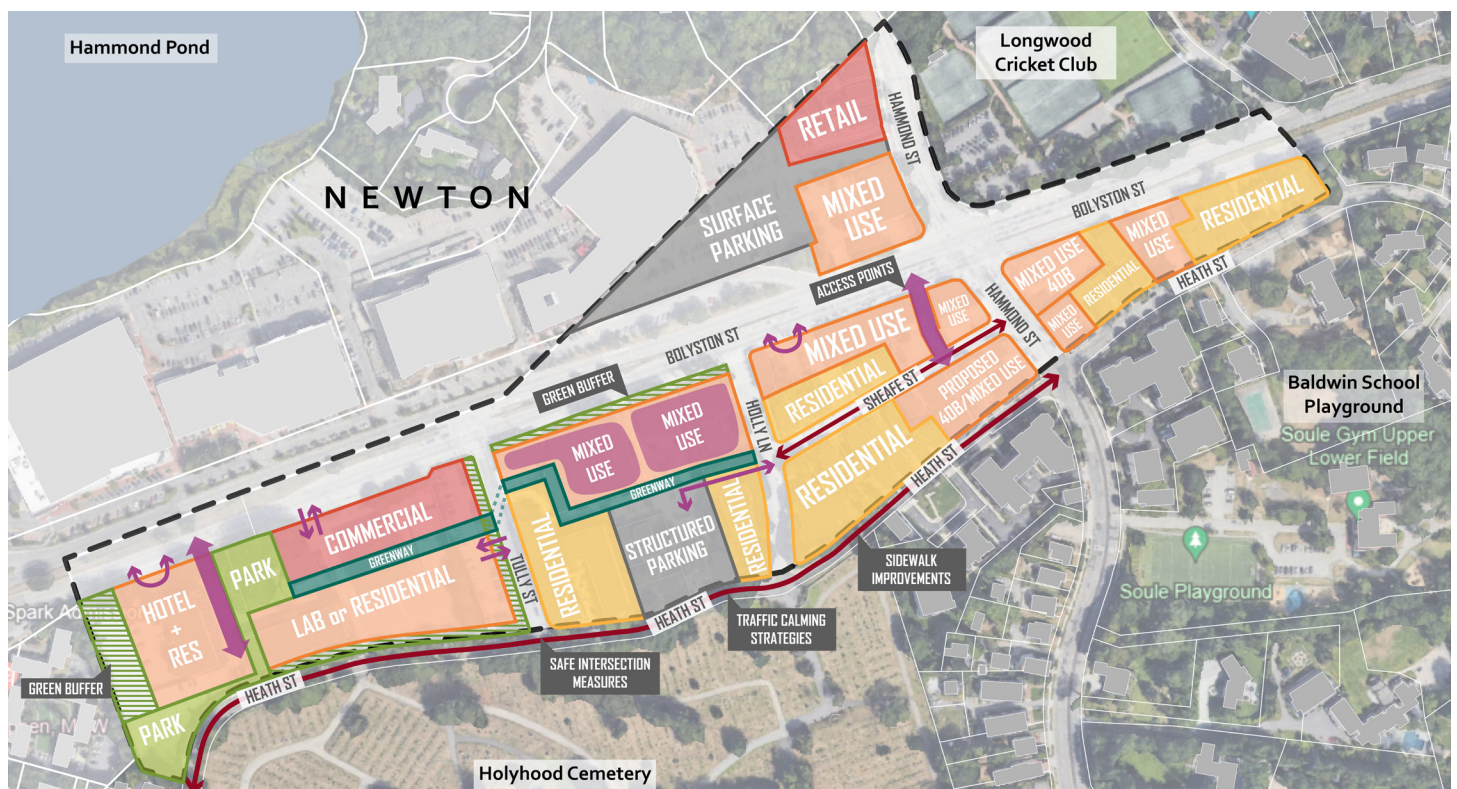 Hammond Pond
Longwood
Cricket Club
NEWTON
RETAIL
HAMMOND ST
SURFACE
PARKING
MIXED
USE
BOLYSTON ST
RESIDENTIAL
MIXED
USE
RESIDENTIAL
MIXED USE
40B
MIXED
USE
HEATH ST
ACCESS POINTS
HAMMOND ST
MIXED USE
MIXED
USE
BOLYSTON ST
RESIDENTIAL
SHEAFE ST
PROPOSED
40B/MIXED USE
RESIDENTIAL
HEATH ST
Baldwin School
Playground
Soule Gym Upper
Lower Field
Soule Playground
GREEN BUFFER
MIXED
USE
MIXED
USE
HOLLY LN
GREENWAY
RESIDENTIAL
STRUCTURED
PARKING
RESIDENTIAL
TULLY ST
COMMERCIAL
GREENWAY
LAB or RESIDENTIAL
PARK
HOTEL
+
RES
GREEN BUFFER
PARK
HEATH ST
HEATH ST
SIDEWALK
IMPROVEMENTS
TRAFFIC CALMING
STRATEGIES
SAFE INTERSECTION
MEASURES
Holyhood Cemetery